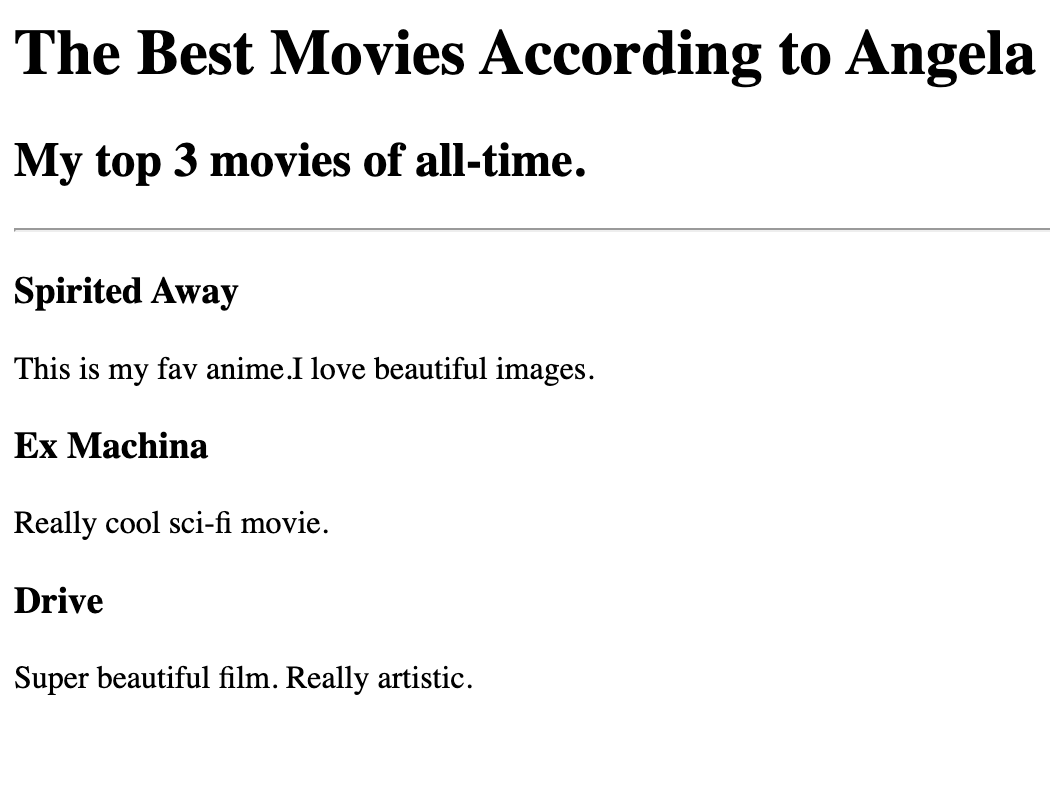 The Best Movies According to Angela
My top 3 movies of all-time.
Spirited Away
This is my fav anime.I love beautiful images.
Ex Machina
Really cool sci-fi movie.
Drive
Super beautiful film. Really artistic.